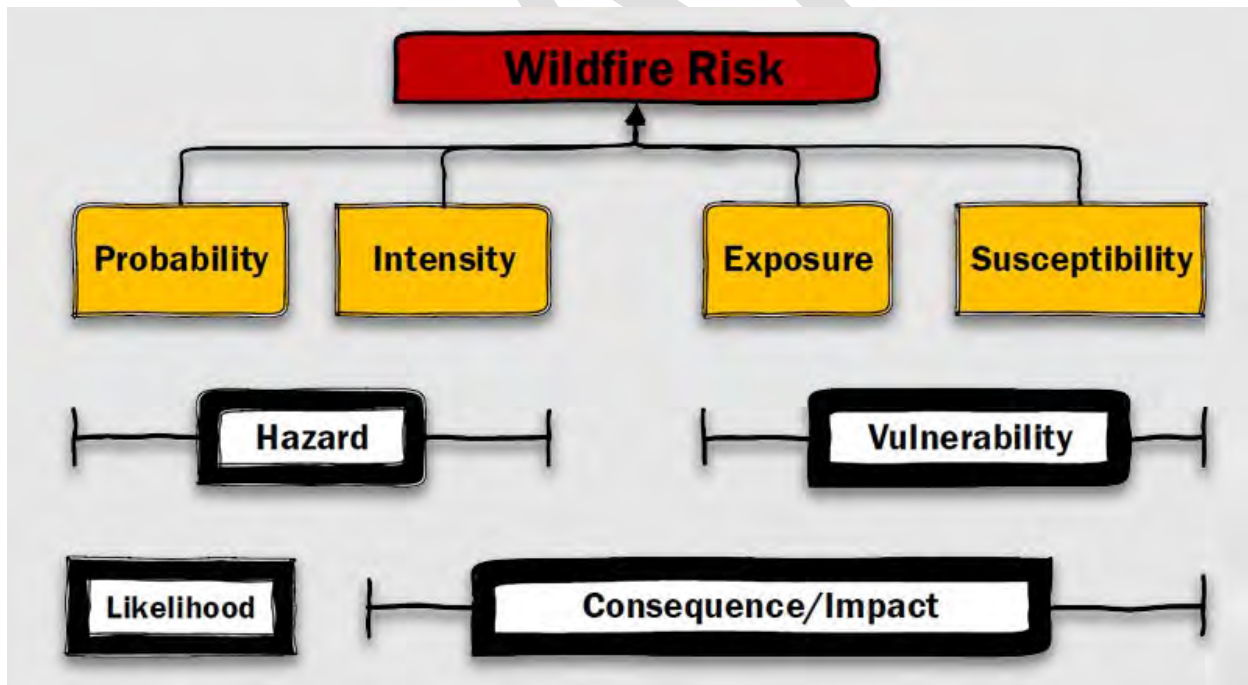 Wildfire Risk
Probability
Intensity
Exposure
Susceptibility
Hazard
Vulnerability
Likelihood
Consequence/Impact